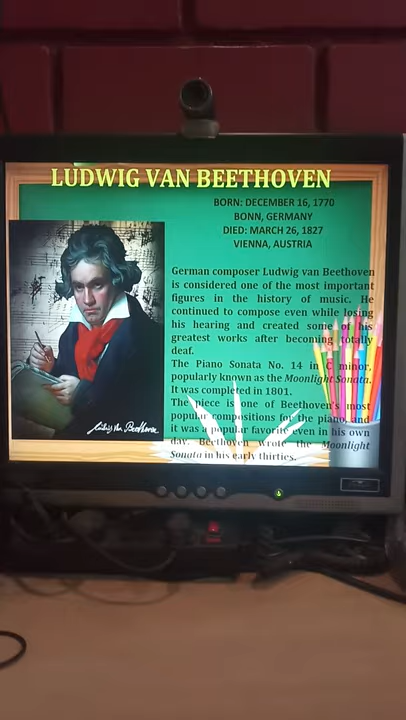 LUDWIG VAN BEETHOVEN
BORN: DECEMBER 16, 1770
BONN, GERMANY
DIED: MARCH 26, 1827
VIENNA, AUSTRIA
German composer Ludwig van Beethoven
is considered one of the most important
figures in the history of music. He
continued to compose even while losing
his hearing and created some of his
greatest works after becoming totally
deaf.
The Piano Sonata No. 14 in C minor,
popularly known as the Moonlight Sonata.
It was completed in 1801.
The piece is one of Beethoven's most
popular compositions for the piano, and
it was a popular favorite even in his own
day. Beethoven wrote the Moonlight
Sonata in his early thirties.
Ludwig van Beethoven